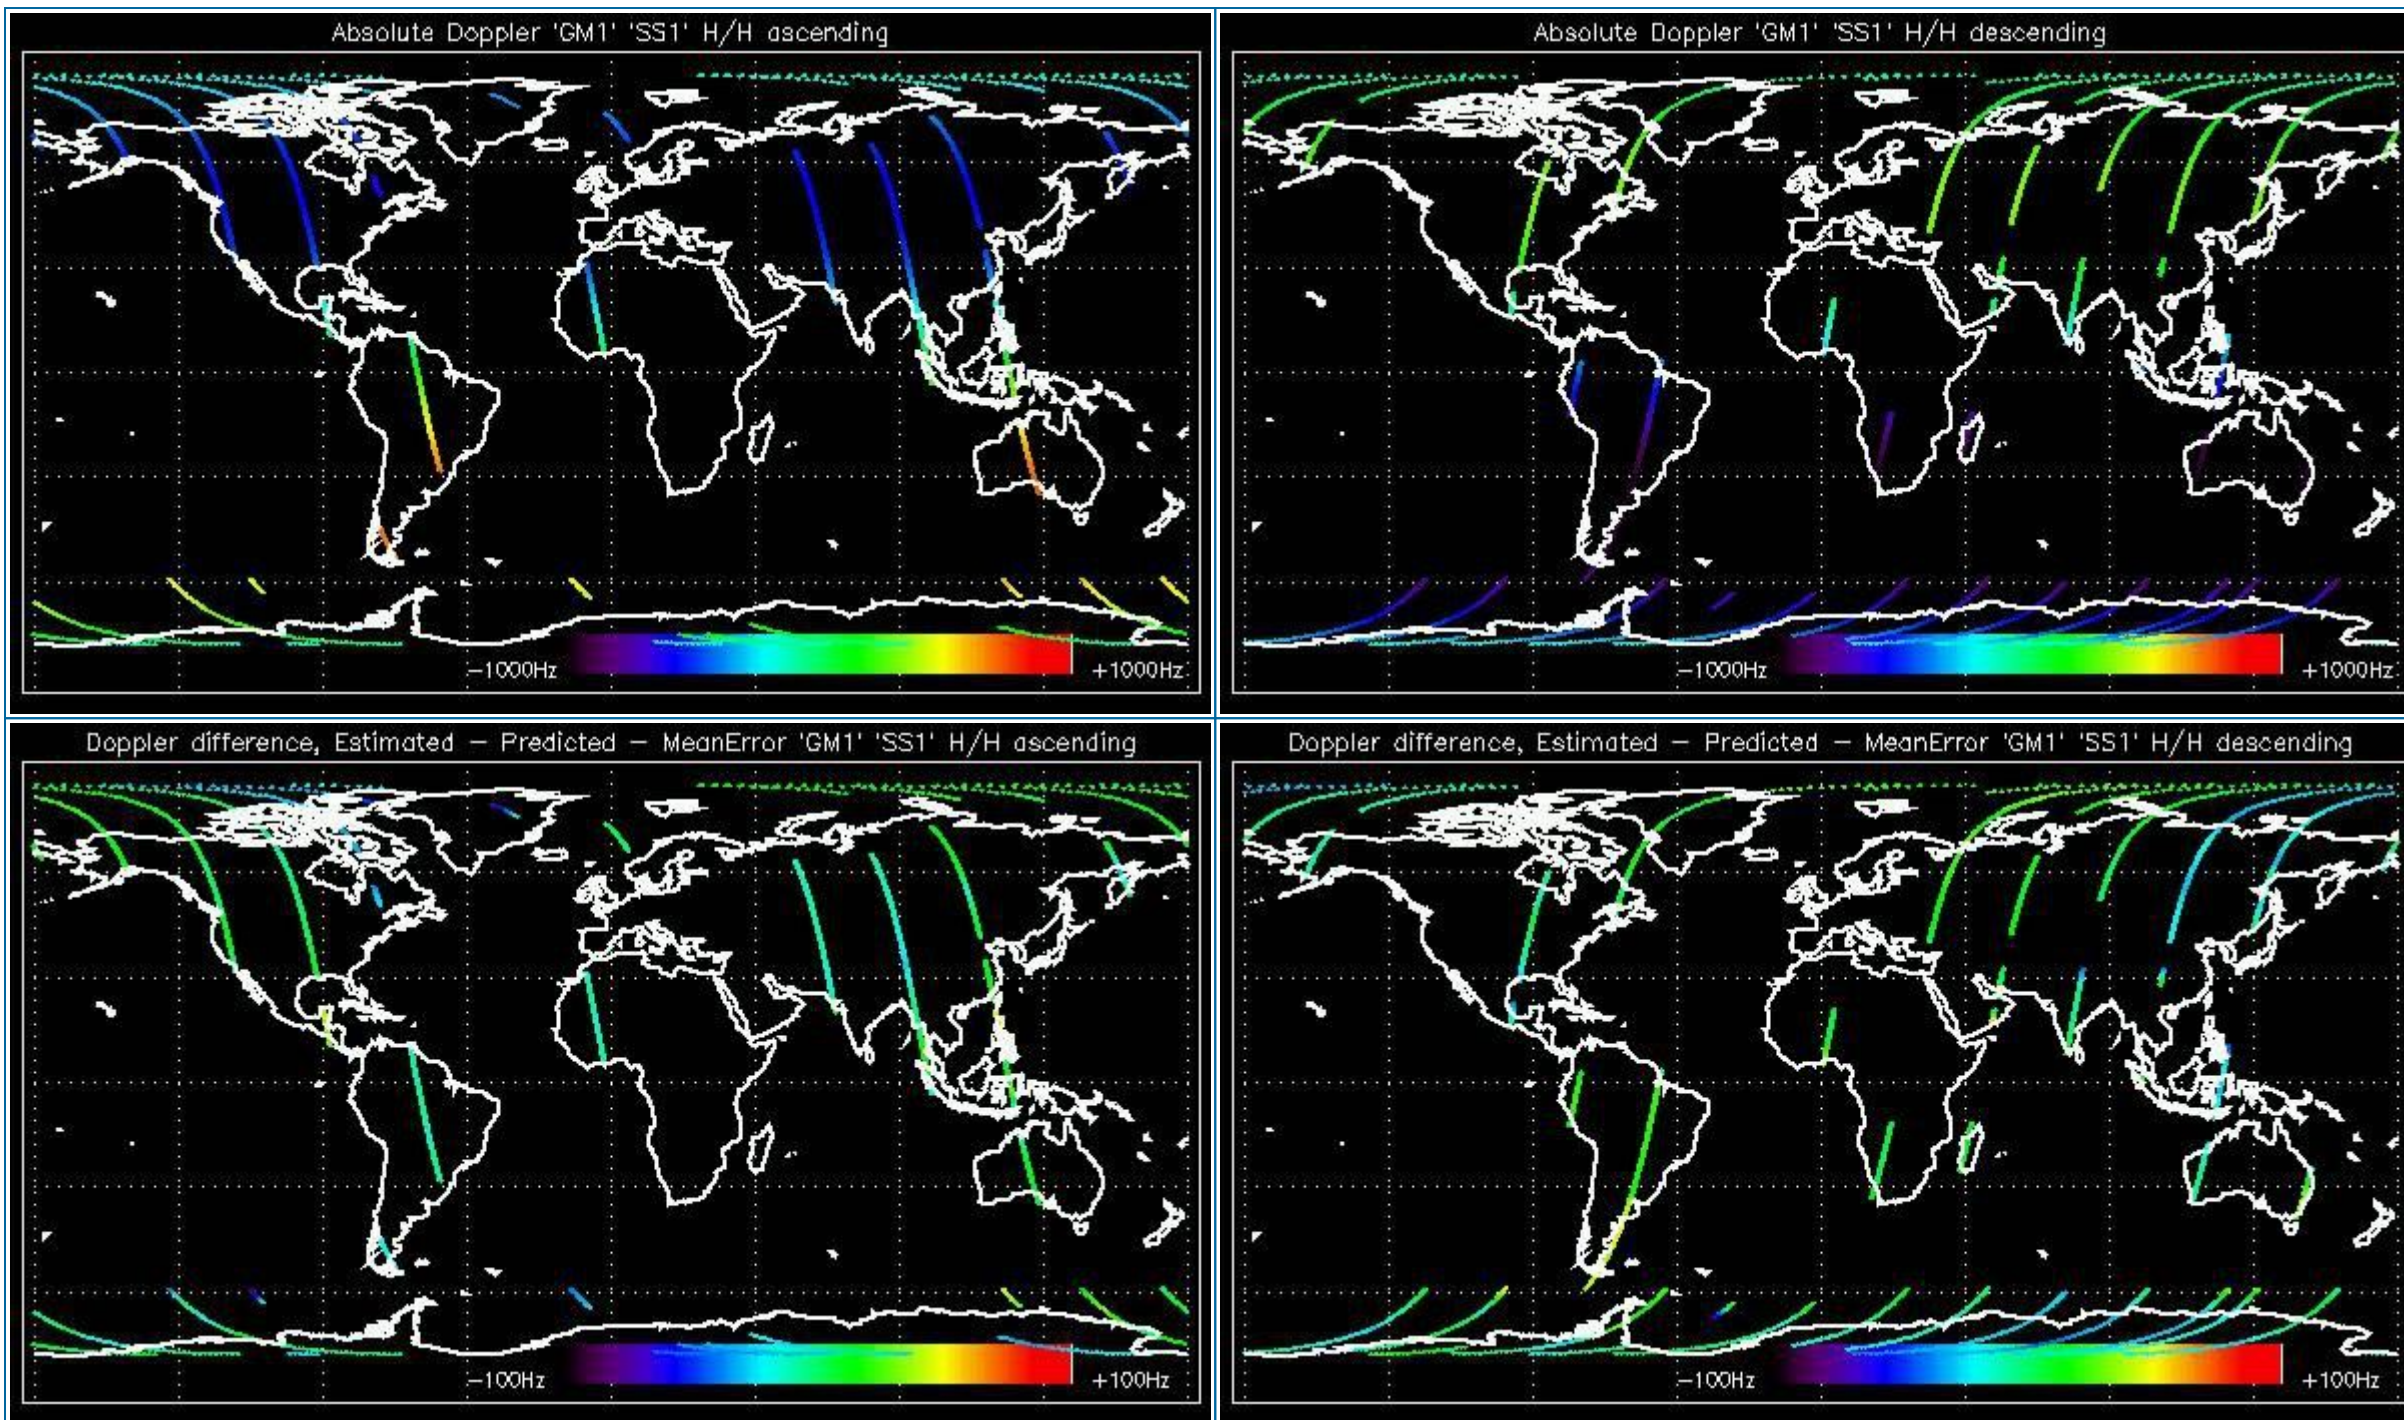 Absolute Doppler 'GM1' 'SS1' H/H ascending
-1000Hz
+1000Hz
Absolute Doppler 'GM1' 'SS1' H/H descending
-1000Hz
+1000Hz
Doppler difference, Estimated - Predicted - MeanError 'GM1' 'SS1' H/H ascending
-100Hz
+100Hz
Doppler difference, Estimated - Predicted - MeanError 'GM1' 'SS1' H/H descending
-100Hz
+100Hz